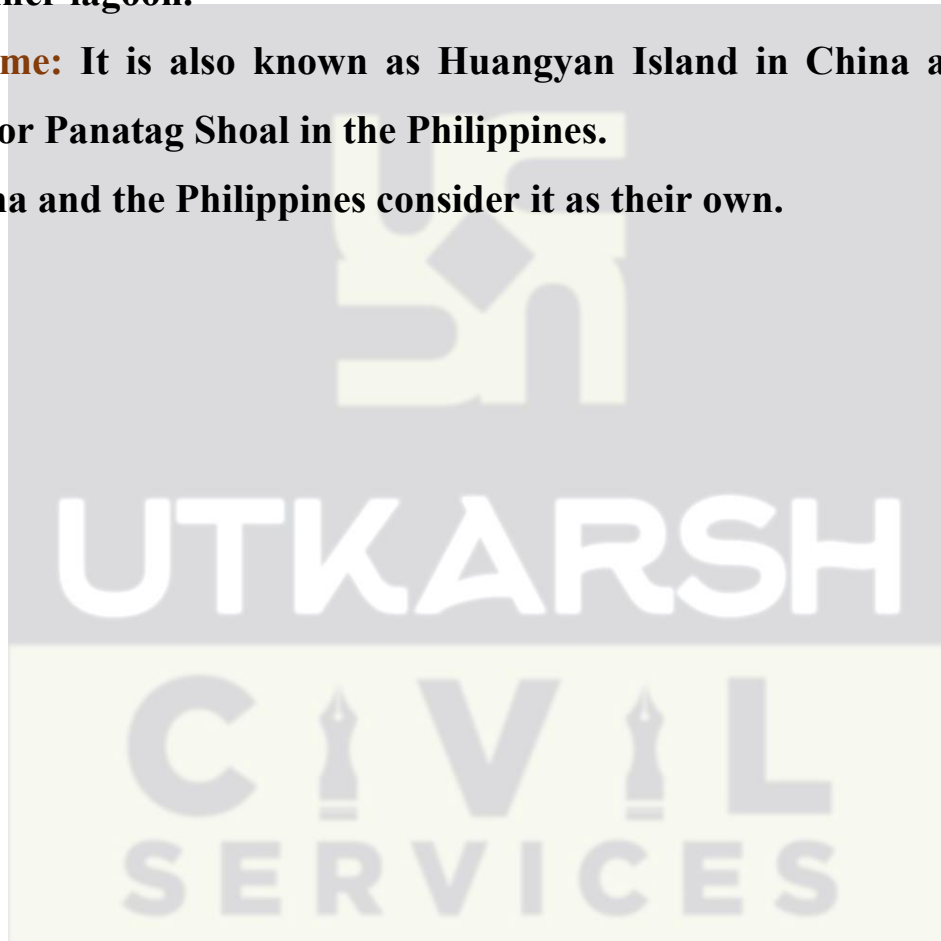 lagoon.
me: It is also known as Huangyan Island in China a
or Panatag Shoal in the Philippines.
na and the Philippines consider it as their own.
UTKARSH
CIVIL
SERVICES